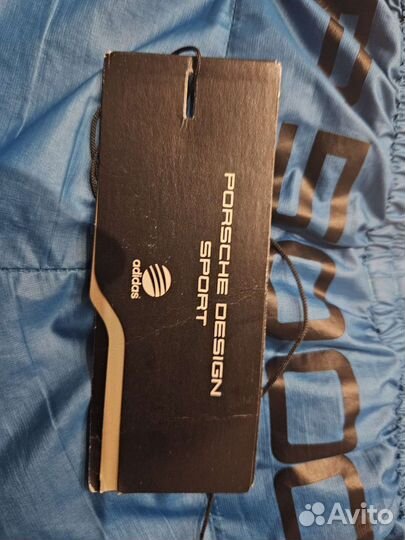 PORSCHE DESIGN
SPORT
adidas
Avito